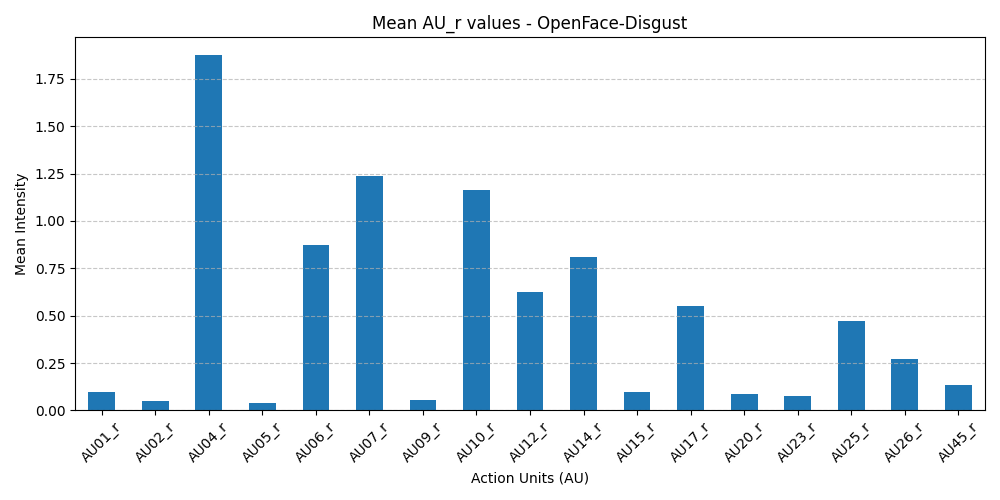 Mean AU_r values - OpenFace-Disgust
Mean Intensity
1.75
1.50
1.25
1.00
0.75
0.50
0.25
0.00
AU01_r AU02_r AU04_r AU05_r AU06_r AU07_r AU09_r AU10_r AU12_r AU14_r AU15_r AU17_r AU20_r AU23_r AU25_r AU26_r AU45_r
Action Units (AU)